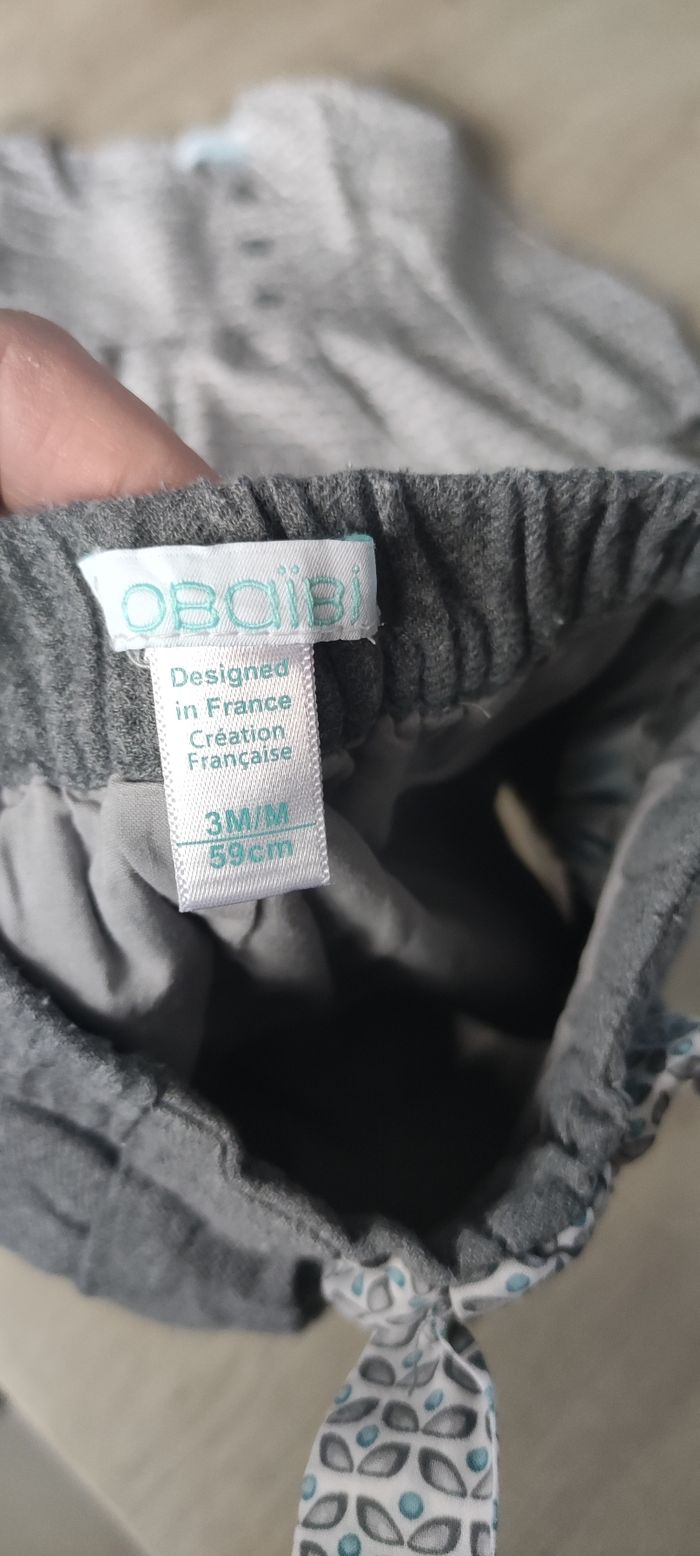 OBaïBi
Designed
in France
Création
Française
3M/M
59cm